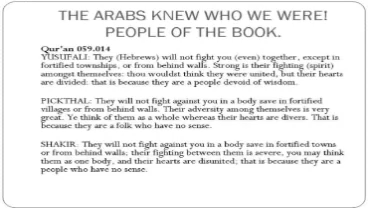 THE ARABS KNEW WHO WE WERE!
PEOPLE OF THE BOOK.
Qur'an 059.014
YUSUFALI: They (Hebrews) will not fight you (even) together, except in
fortified townships, or from behind walls. Strong is their fighting (spirit)
amongst themselves: thou wouldst think they were united, but their hearts
are divided: that is because they are a people devoid of wisdom.
PICKTHAL: They will not fight against you in a body save in fortified villages
or from behind walls. Their adversity among themselves is very
great. Ye think of them as a whole whereas their hearts are divers. That is
because they are a folk who have no sense.
SHAKIR: They will not fight against you in a body save in fortified towns
or from behind walls; their fighting between them is severe, you may think
them as one body, and their hearts are disunited; that is because they are a
people who have no sense.